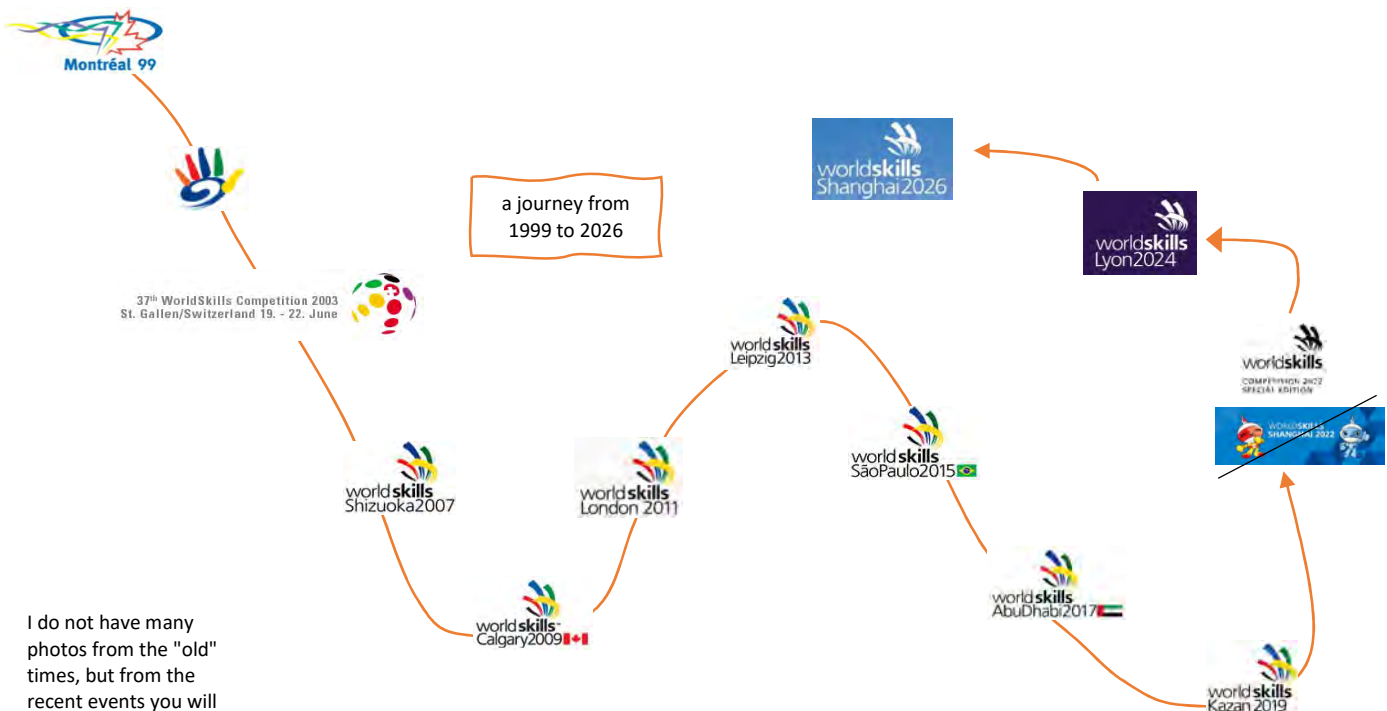 Montréal 99
37th WorldSkills Competition 2003
St. Gallen/Switzerland 19. - 22. June
a journey from
1999 to 2026
worldskills
Shizuoka2007
worldskills
Calgary2009
worldskills
London 2011
worldskills
Leipzig2013
worldskills
SãoPaulo2015
worldskills
AbuDhabi2017
worldskills
Kazan 2019
WORLDSKILLS
SHANGHAI 2022
worldskills
COMPETITION 2022
SPECIAL EDITION
worldskills
Lyon2024
worldskills
Shanghai2026
I do not have many
photos from the "old"
times, but from the
recent events you will